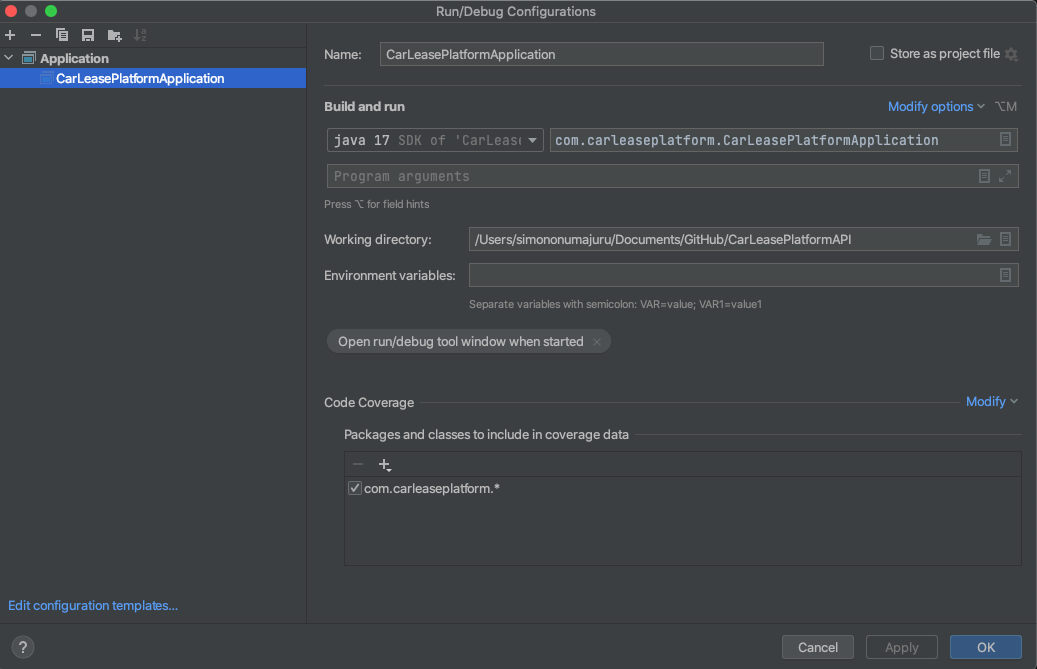 Run/Debug Configurations
Application
CarLeasePlatformApplication
Edit configuration templates...
Name: CarLeasePlatformApplication Store as project file
Build and run Modify options ⌥M
java 17 SDK of 'CarLease com.carleaseplatform.CarLeasePlatformApplication
Program arguments
Press ⌥ for field hints
Working directory: /Users/simononumajuru/Documents/GitHub/CarLeasePlatformAPI
Environment variables:
Separate variables with semicolon: VAR=value; VAR1=value1
Open run/debug tool window when started ×
Code Coverage Modify
Packages and classes to include in coverage data
com.carleaseplatform.*
? Cancel Apply OK